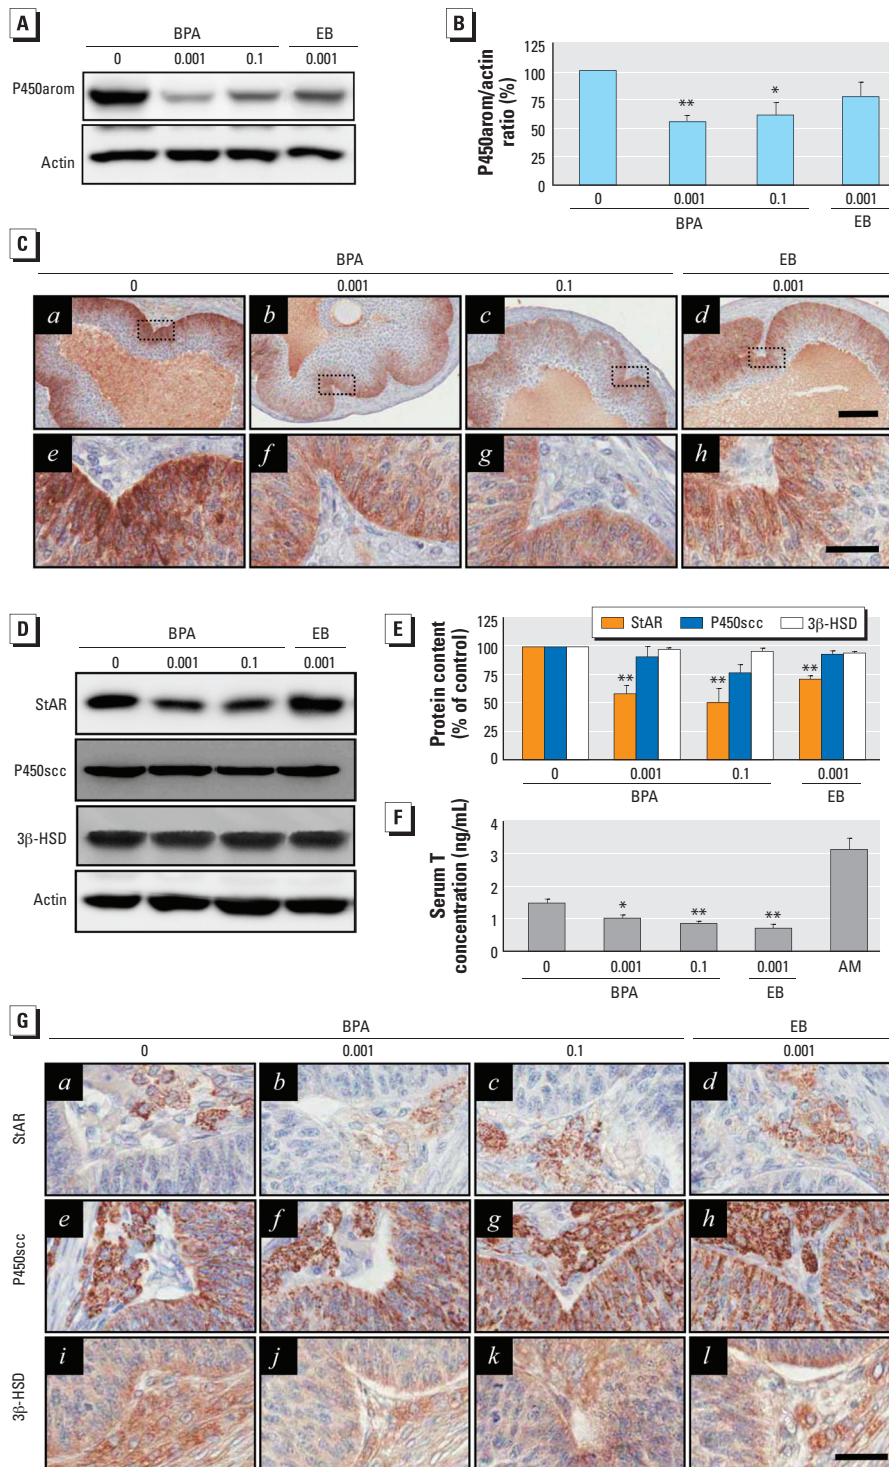 A
BPA EB
0 0.001 0.1 0.001
P450arom
Actin
B
P450arom/actin
ratio (%)
125
100
75
50
25
0
** *
0 0.001 0.1 0.001
BPA EB
C
BPA EB
0 0.001 0.1 0.001
a b c d
e f g h
D
BPA EB
0 0.001 0.1 0.001
StAR
P450scc
3β-HSD
Actin
E
StAR P450scc 3β-HSD
Protein content
(% of control)
125
100
75
50
25
0
** ** **
0 0.001 0.1 0.001
BPA EB
F
Serum T
concentration (ng/mL)
4
3
2
1
0
* ** **
0 0.001 0.1 0.001 AM
BPA EB
G
BPA EB
0 0.001 0.1 0.001
StAR
a b c d
P450scc
e f g h
3β-HSD
i j k l